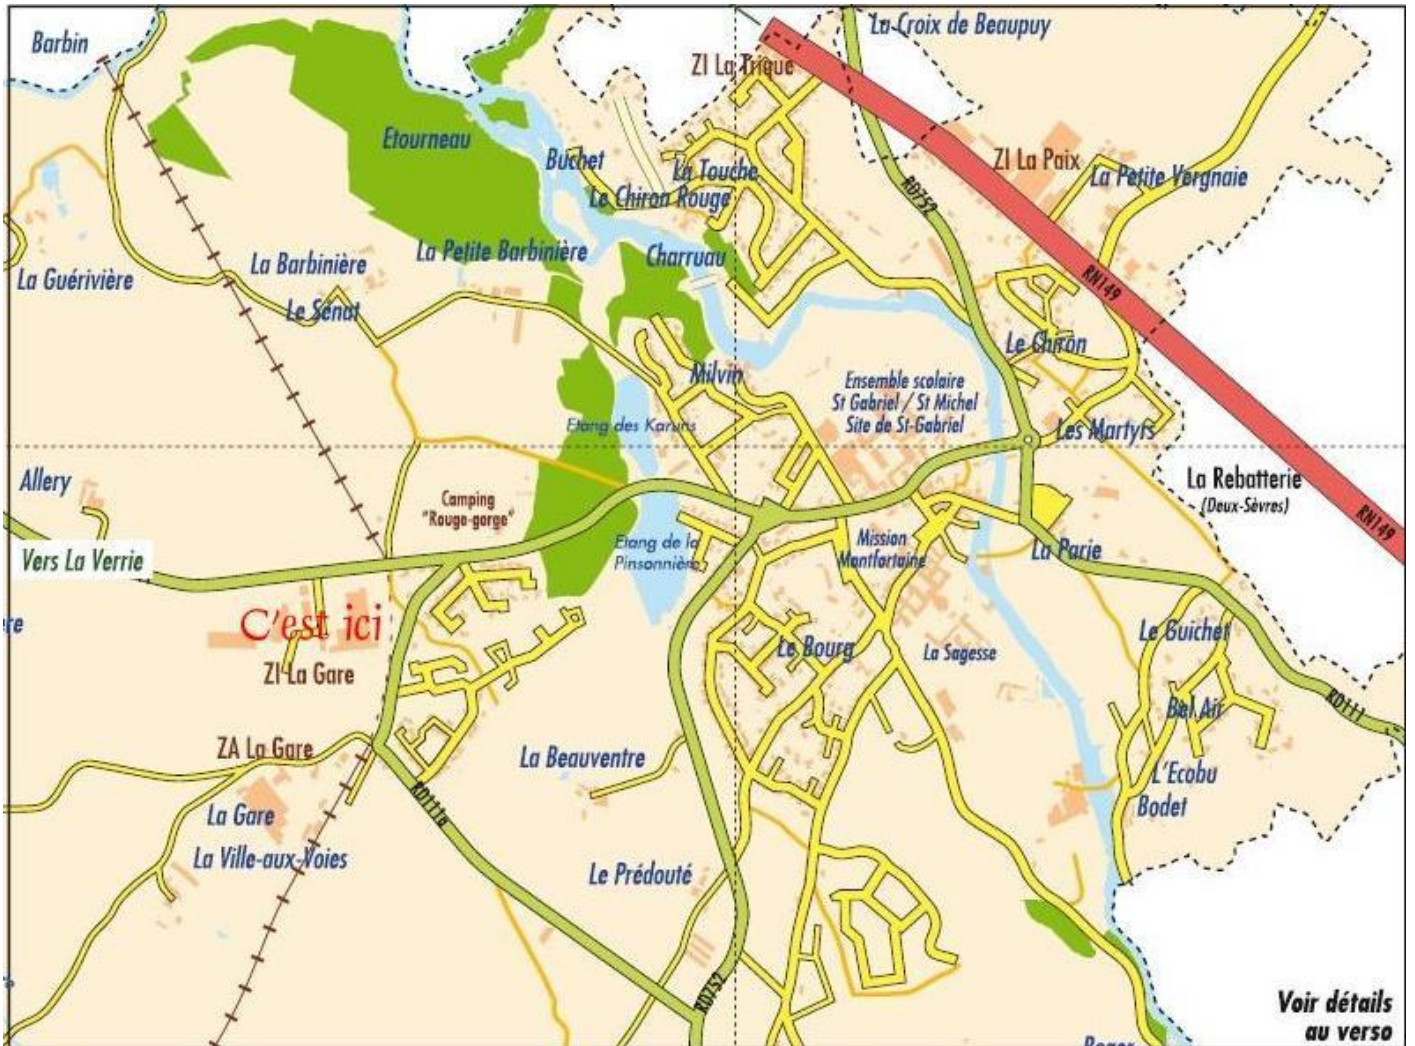 Barbin
La Croix de Beaupuy
ZI La Trique
Etourneau
Buchet
La Touche
Le Chiron Rouge
ZI La Paix
La Petite Vergnaie
RD752
La Guérivière
La Barbinière
La Petite Barbinière
Charruau
Le Sénat
RN149
Le Chiron
Milvin
Ensemble scolaire
St Gabriel / St Michel
Site de St-Gabriel
Etang des Karuns
Les Martyrs
Allery
Camping
"Rouge-gorge"
La Rebatterie
(Deux-Sèvres)
RN149
Vers La Verrie
Etang de la
Pinsonnière
Mission
Montfortaine
La Parie
C'est ici
ZI La Gare
Le Bourg
La Sagesse
Le Guichet
Bel Air
RD111
ZA La Gare
La Beauventre
L'Ecobu
Bodet
RD111a
La Gare
La Ville-aux-Voies
Le Prédouté
RD752
Voir détails
au verso